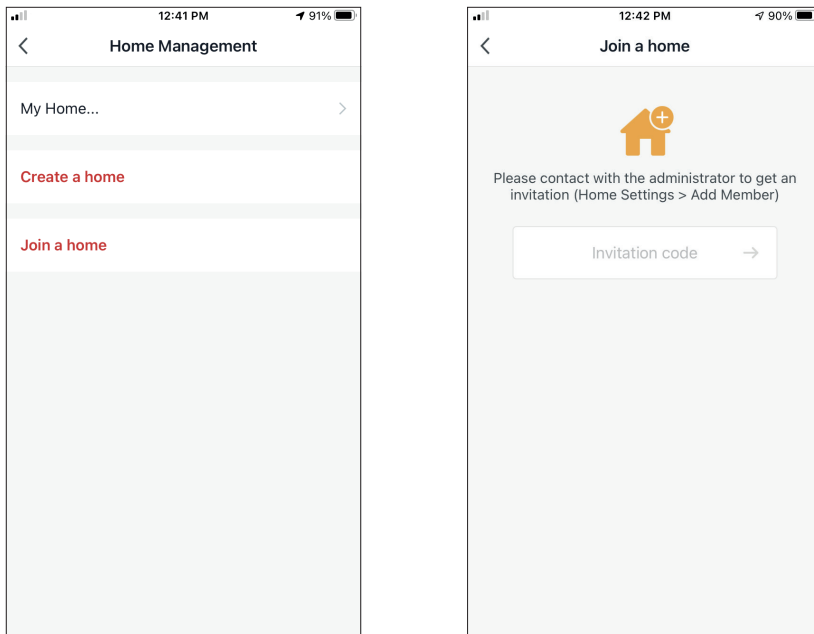 12:41 PM
91%
Home Management
My Home...
Create a home
Join a home
12:42 PM
90%
Join a home
Please contact with the administrator to get an
invitation (Home Settings > Add Member)
Invitation code